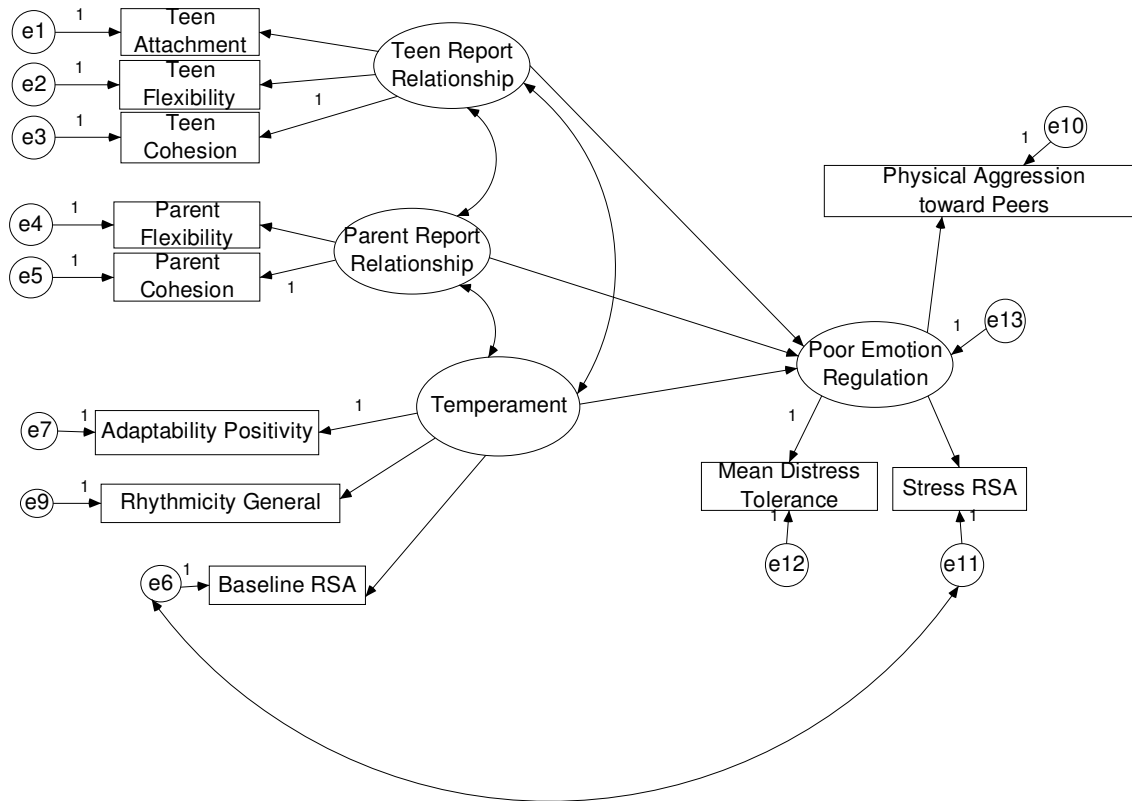 e1
1
Teen
Attachment
e2
1
Teen
Flexibility
e3
1
Teen
Cohesion
1
Teen Report
Relationship
e4
1
Parent
Flexibility
e5
1
Parent
Cohesion
1
Parent Report
Relationship
e7
1
Adaptability Positivity
1
Temperament
e9
1
Rhythmicity General
e6
1
Baseline RSA
e10
1
Physical Aggression
toward Peers
e13
1
Poor Emotion
Regulation
1
Mean Distress
Tolerance
1
e12
Stress RSA
1
e11